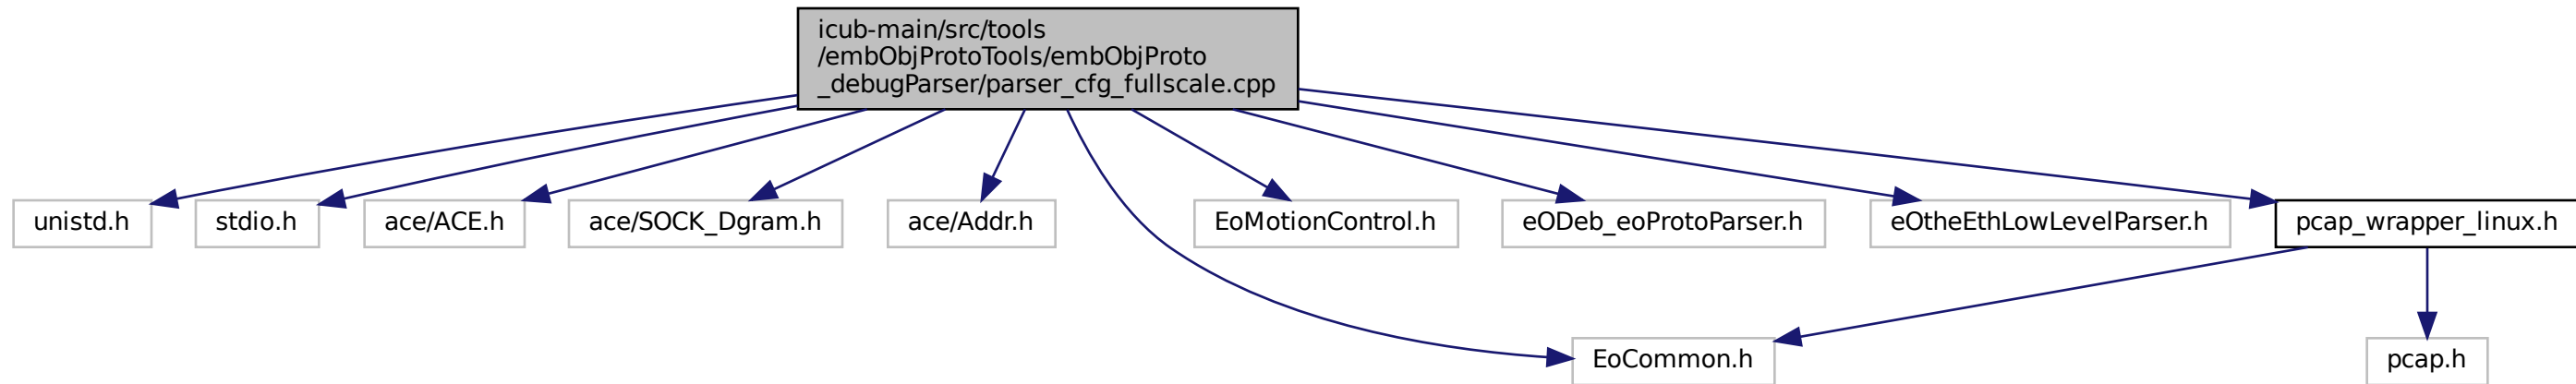 icub-main/src/tools
/embObjProtoTools/embObjProto
_debugParser/parser_cfg_fullscale.cpp
unistd.h
stdio.h
ace/ACE.h
ace/SOCK_Dgram.h
ace/Addr.h
EoMotionControl.h
eODeb_eoProtoParser.h
eOtheEthLowLevelParser.h
pcap_wrapper_linux.h
EoCommon.h
pcap.h